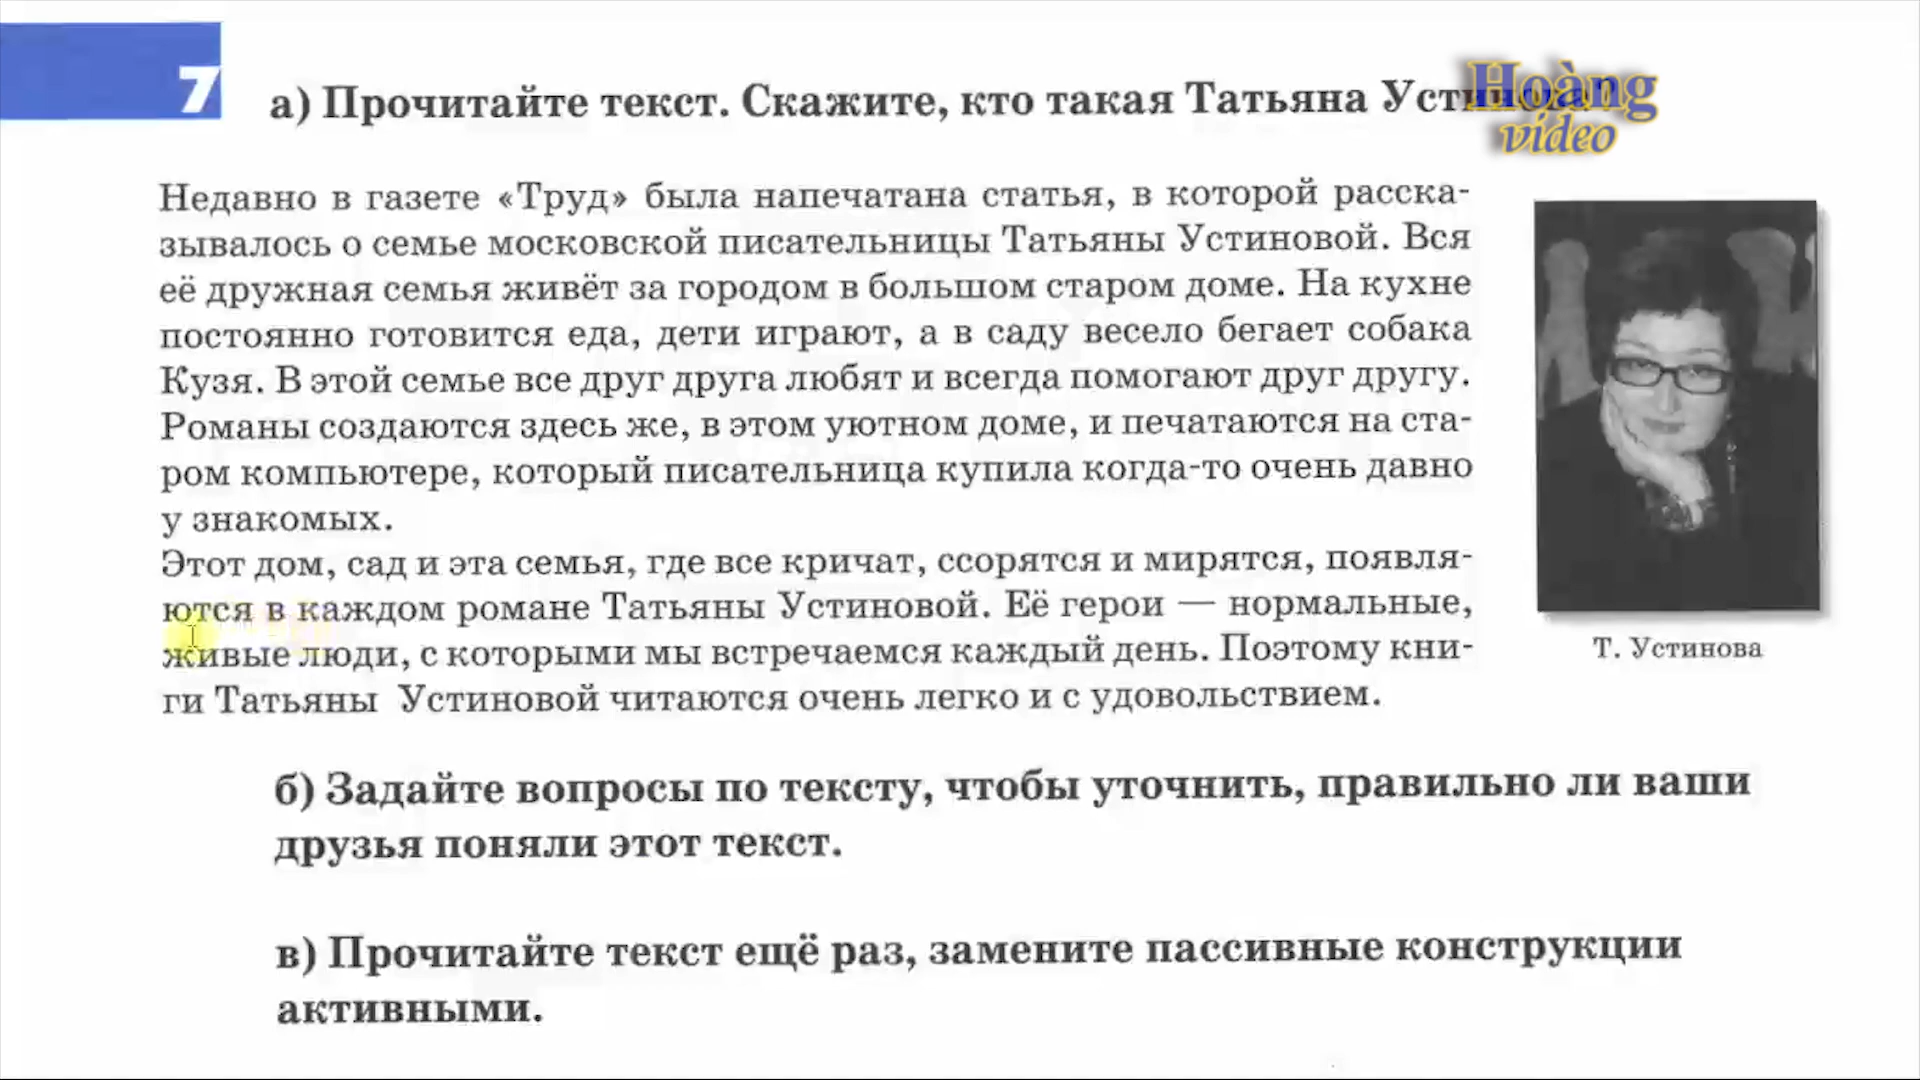 7
а) Прочитайте текст. Скажите, кто такая Татьяна
Hoàng
video
Недавно в газете «Труд» была напечатана статья, в которой расска-
зывалось о семье московской писательницы Татьяны Устиновой. Вся
её дружная семья живёт за городом в большом старом доме. На кухне
постоянно готовится еда, дети играют, а в саду весело бегает собака
Кузя. В этой семье все друг друга любят и всегда помогают друг другу.
Романы создаются здесь же, в этом уютном доме, и печатаются на ста-
ром компьютере, который писательница купила когда-то очень давно
у знакомых.
Этот дом, сад и эта семья, где все кричат, ссорятся и мирятся, появля-
ются в каждом романе Татьяны Устиновой. Её герои — нормальные,
живые люди, с которыми мы встречаемся каждый день. Поэтому кни-
ги Татьяны Устиновой читаются очень легко и с удовольствием.
Т. Устинова
б) Задайте вопросы по тексту, чтобы уточнить, правильно ли ваши
друзья поняли этот текст.
в) Прочитайте текст ещё раз, замените пассивные конструкции
активными.